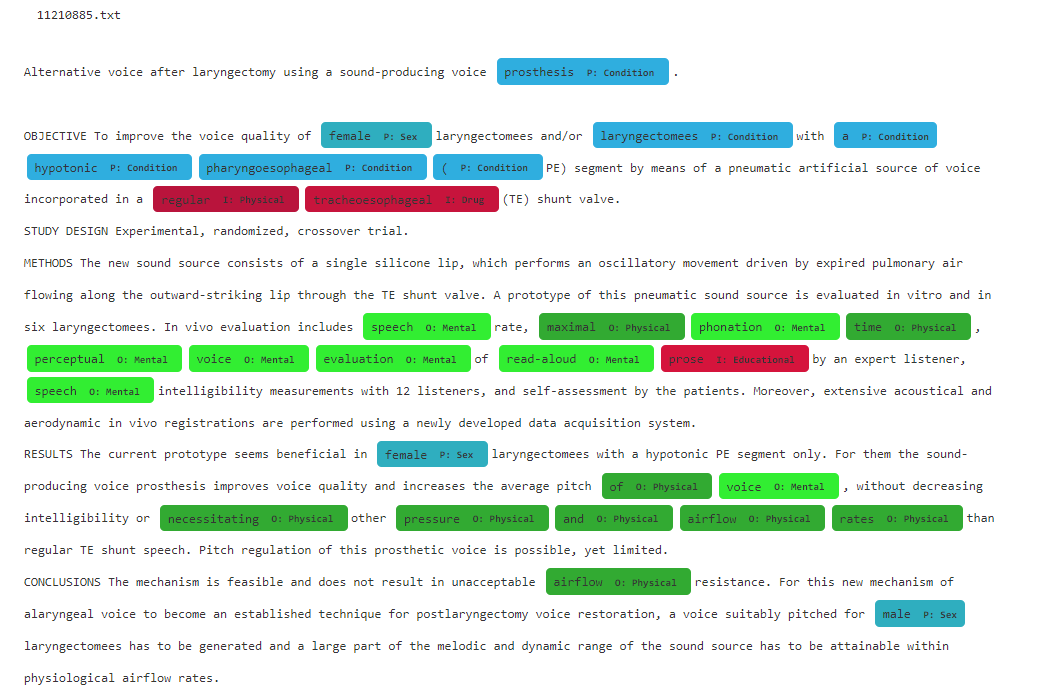 11210885.txt
Alternative voice after laryngectomy using a sound-producing voice prosthesis P: Condition .
OBJECTIVE To improve the voice quality of female P: Sex laryngectomees and/or laryngectomees P: Condition with a P: Condition
hypotonic P: Condition pharyngoesophageal P: Condition ( P: Condition PE) segment by means of a pneumatic artificial source of voice
incorporated in a regular I: Physical tracheoesophageal I: Drug (TE) shunt valve.
STUDY DESIGN Experimental, randomized, crossover trial.
METHODS The new sound source consists of a single silicone lip, which performs an oscillatory movement driven by expired pulmonary air
flowing along the outward-striking lip through the TE shunt valve. A prototype of this pneumatic sound source is evaluated in vitro and in
six laryngectomees. In vivo evaluation includes speech O: Mental rate, maximal O: Physical phonation O: Mental time O: Physical ,
perceptual O: Mental voice O: Mental evaluation O: Mental of read-aloud O: Mental prose I: Educational by an expert listener,
speech O: Mental intelligibility measurements with 12 listeners, and self-assessment by the patients. Moreover, extensive acoustical and
aerodynamic in vivo registrations are performed using a newly developed data acquisition system.
RESULTS The current prototype seems beneficial in female P: Sex laryngectomees with a hypotonic PE segment only. For them the sound-
producing voice prosthesis improves voice quality and increases the average pitch of O: Physical voice O: Mental , without decreasing
intelligibility or necessitating O: Physical other pressure O: Physical and O: Physical airflow O: Physical rates O: Physical than
regular TE shunt speech. Pitch regulation of this prosthetic voice is possible, yet limited.
CONCLUSIONS The mechanism is feasible and does not result in unacceptable airflow O: Physical resistance. For this new mechanism of
alaryngeal voice to become an established technique for postlaryngectomy voice restoration, a voice suitably pitched for male P: Sex
laryngectomees has to be generated and a large part of the melodic and dynamic range of the sound source has to be attainable within
physiological airflow rates.